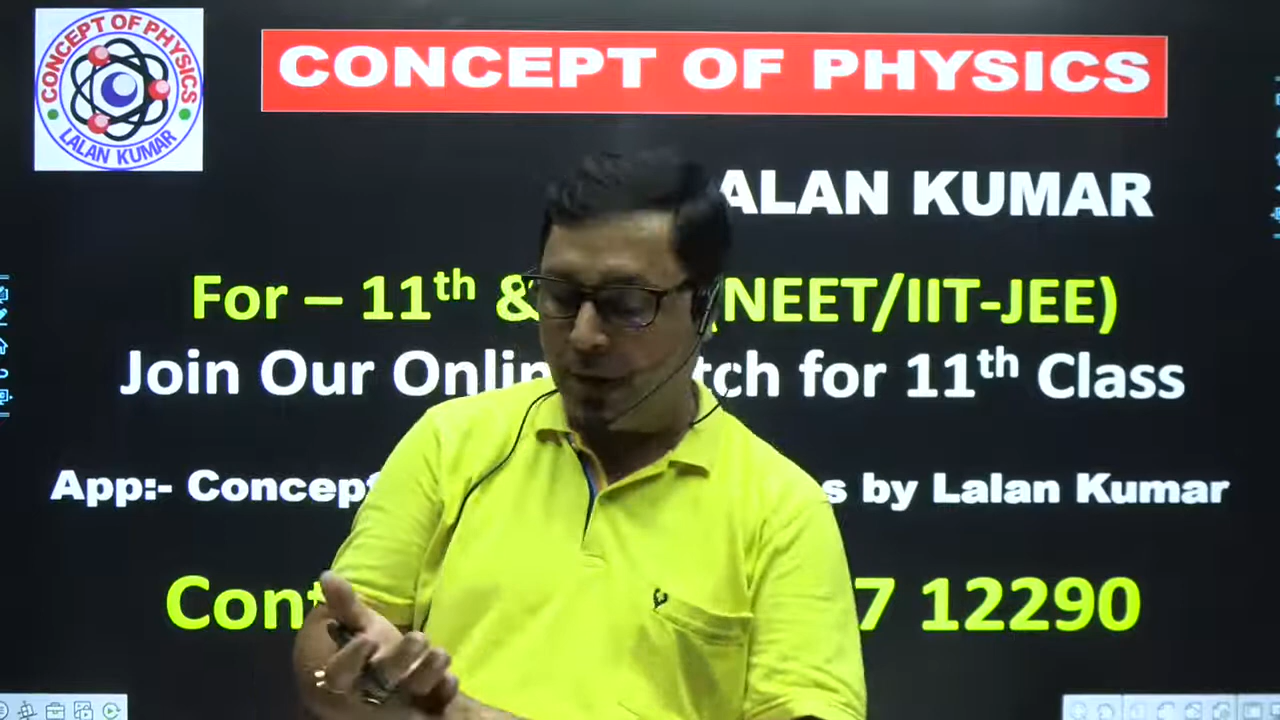 CONCEPT OF PHYSICS
LALAN KUMAR
CONCEPT OF PHYSICS
ALAN KUMAR
For – 11th & (NEET/IIT-JEE)
Join Our Onlin tch for 11th Class
App:- Concept s by Lalan Kumar
Cont 7 12290